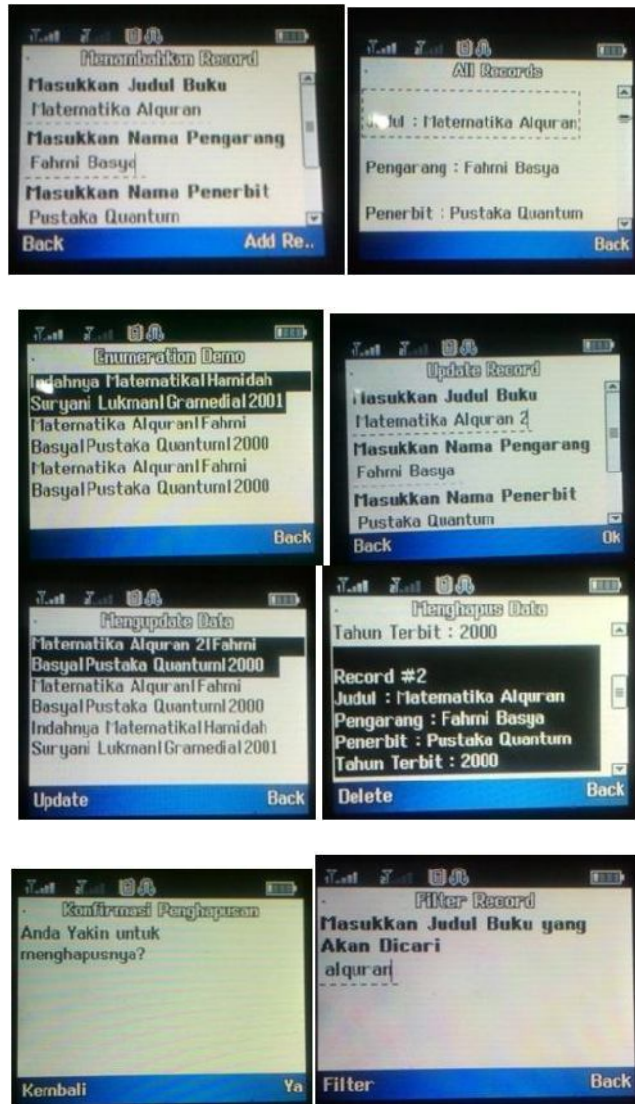 Menambahkan Record
Masukkan Judul Buku
Matematika Alquran
Masukkan Nama Pengarang
Fahmi Basya
Masukkan Nama Penerbit
Pustaka Quantum
Back Add Re..
All Records
Judul : Matematika Alquran
Pengarang : Fahmi Basya
Penerbit : Pustaka Quantum
Back
Enumeration Demo
Indahnya Matematika|Hamidah
Suryani Lukman|Gramedia|2001
Matematika Alquran|Fahmi
Basya|Pustaka Quantum|2000
Matematika Alquran|Fahmi
Basya|Pustaka Quantum|2000
Back
Update Record
Masukkan Judul Buku
Matematika Alquran 2
Masukkan Nama Pengarang
Fahmi Basya
Masukkan Nama Penerbit
Pustaka Quantum
Back Ok
Mengupdate Data
Matematika Alquran 2|Fahmi
Basya|Pustaka Quantum|2000
Matematika Alquran|Fahmi
Basya|Pustaka Quantum|2000
Indahnya Matematika|Hamidah
Suryani Lukman|Gramedia|2001
Update Back
Menghapus Data
Tahun Terbit : 2000
Record #2
Judul : Matematika Alquran
Pengarang : Fahmi Basya
Penerbit : Pustaka Quantum
Tahun Terbit : 2000
Delete Back
Konfirmasi Penghapusan
Anda Yakin untuk
menghapusnya?
Kembali Ya
Filter Record
Masukkan Judul Buku yang
Akan Dicari
alquran
Filter Back